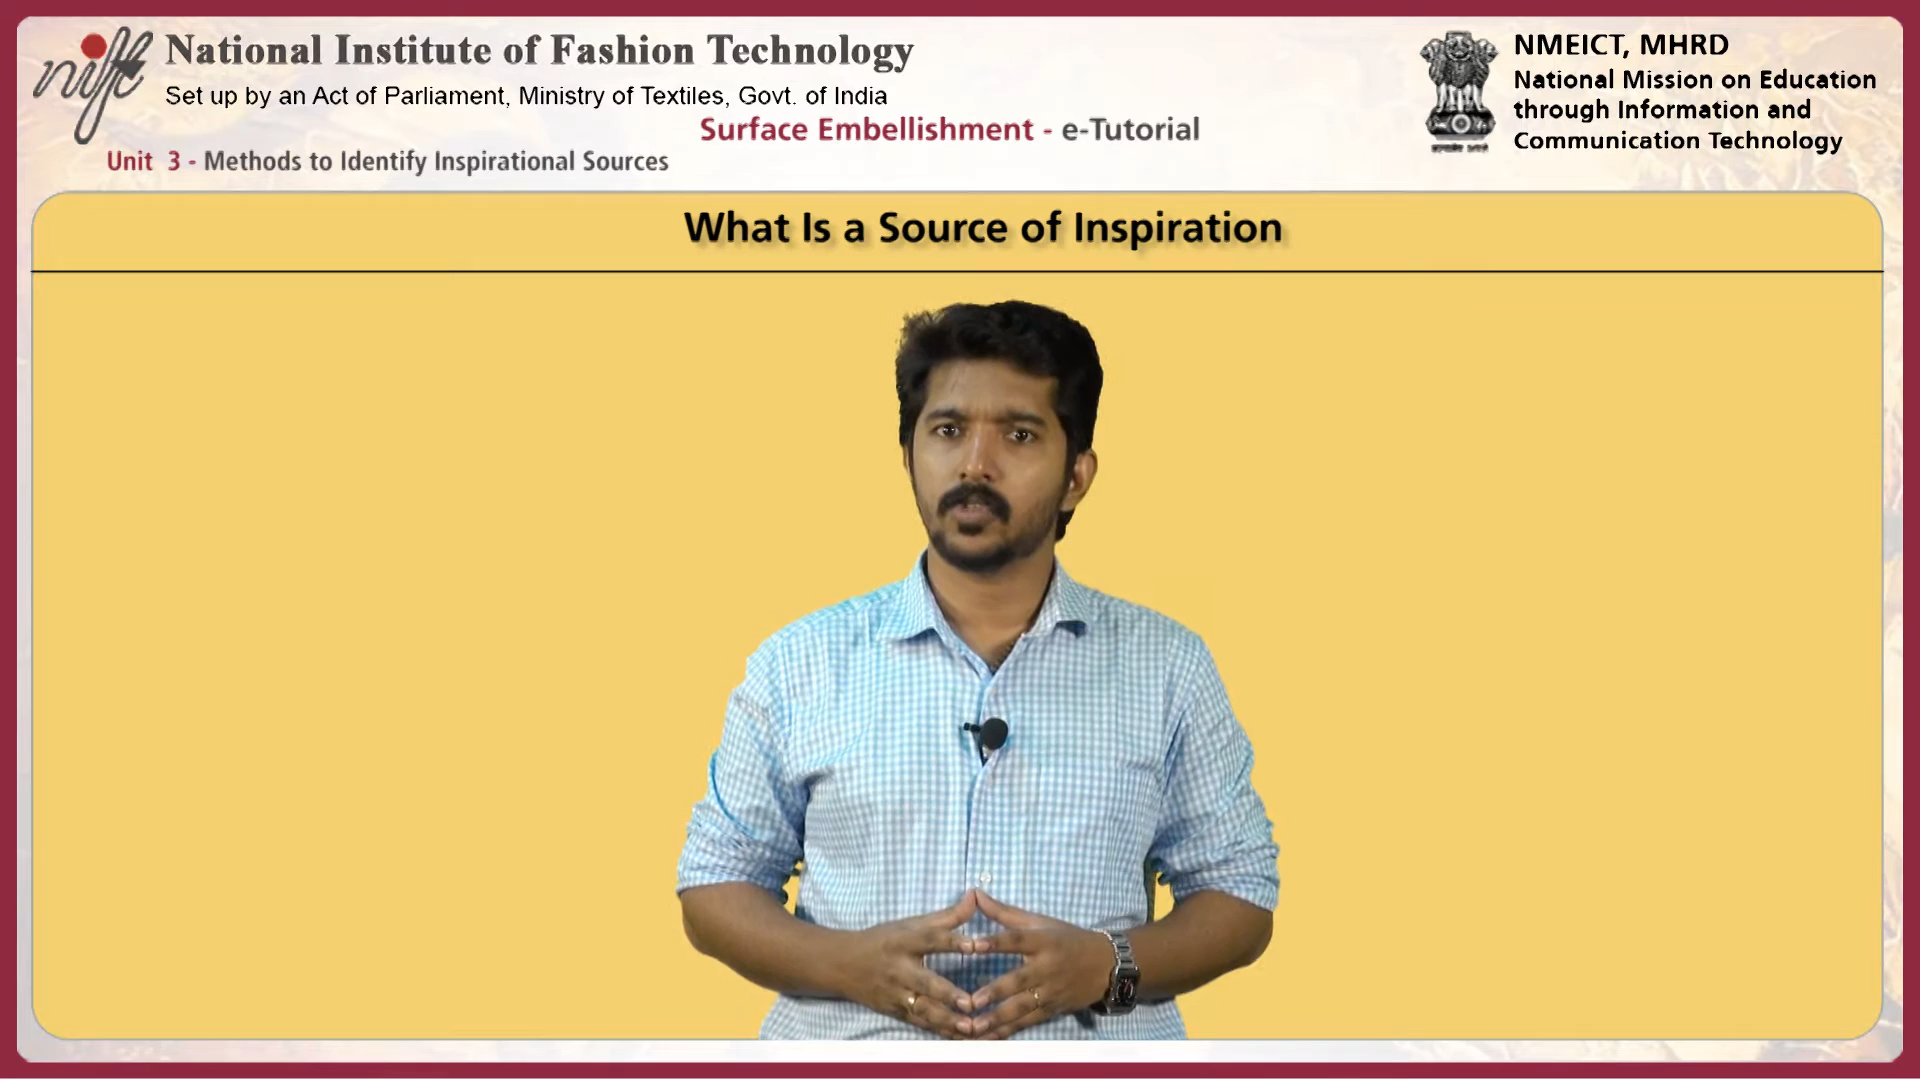 nift
National Institute of Fashion Technology
Set up by an Act of Parliament, Ministry of Textiles, Govt. of India
NMEICT, MHRD
National Mission on Education
through Information and
Communication Technology
Surface Embellishment - e-Tutorial
Unit 3 - Methods to Identify Inspirational Sources
What Is a Source of Inspiration